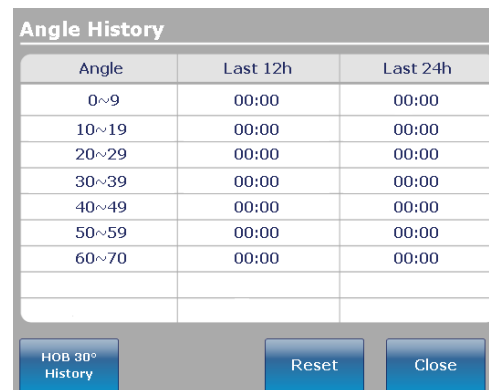 Angle History
Angle Last 12h Last 24h
0~9 00:00 00:00
10~19 00:00 00:00
20~29 00:00 00:00
30~39 00:00 00:00
40~49 00:00 00:00
50~59 00:00 00:00
60~70 00:00 00:00
HOB 30°
History
Reset Close